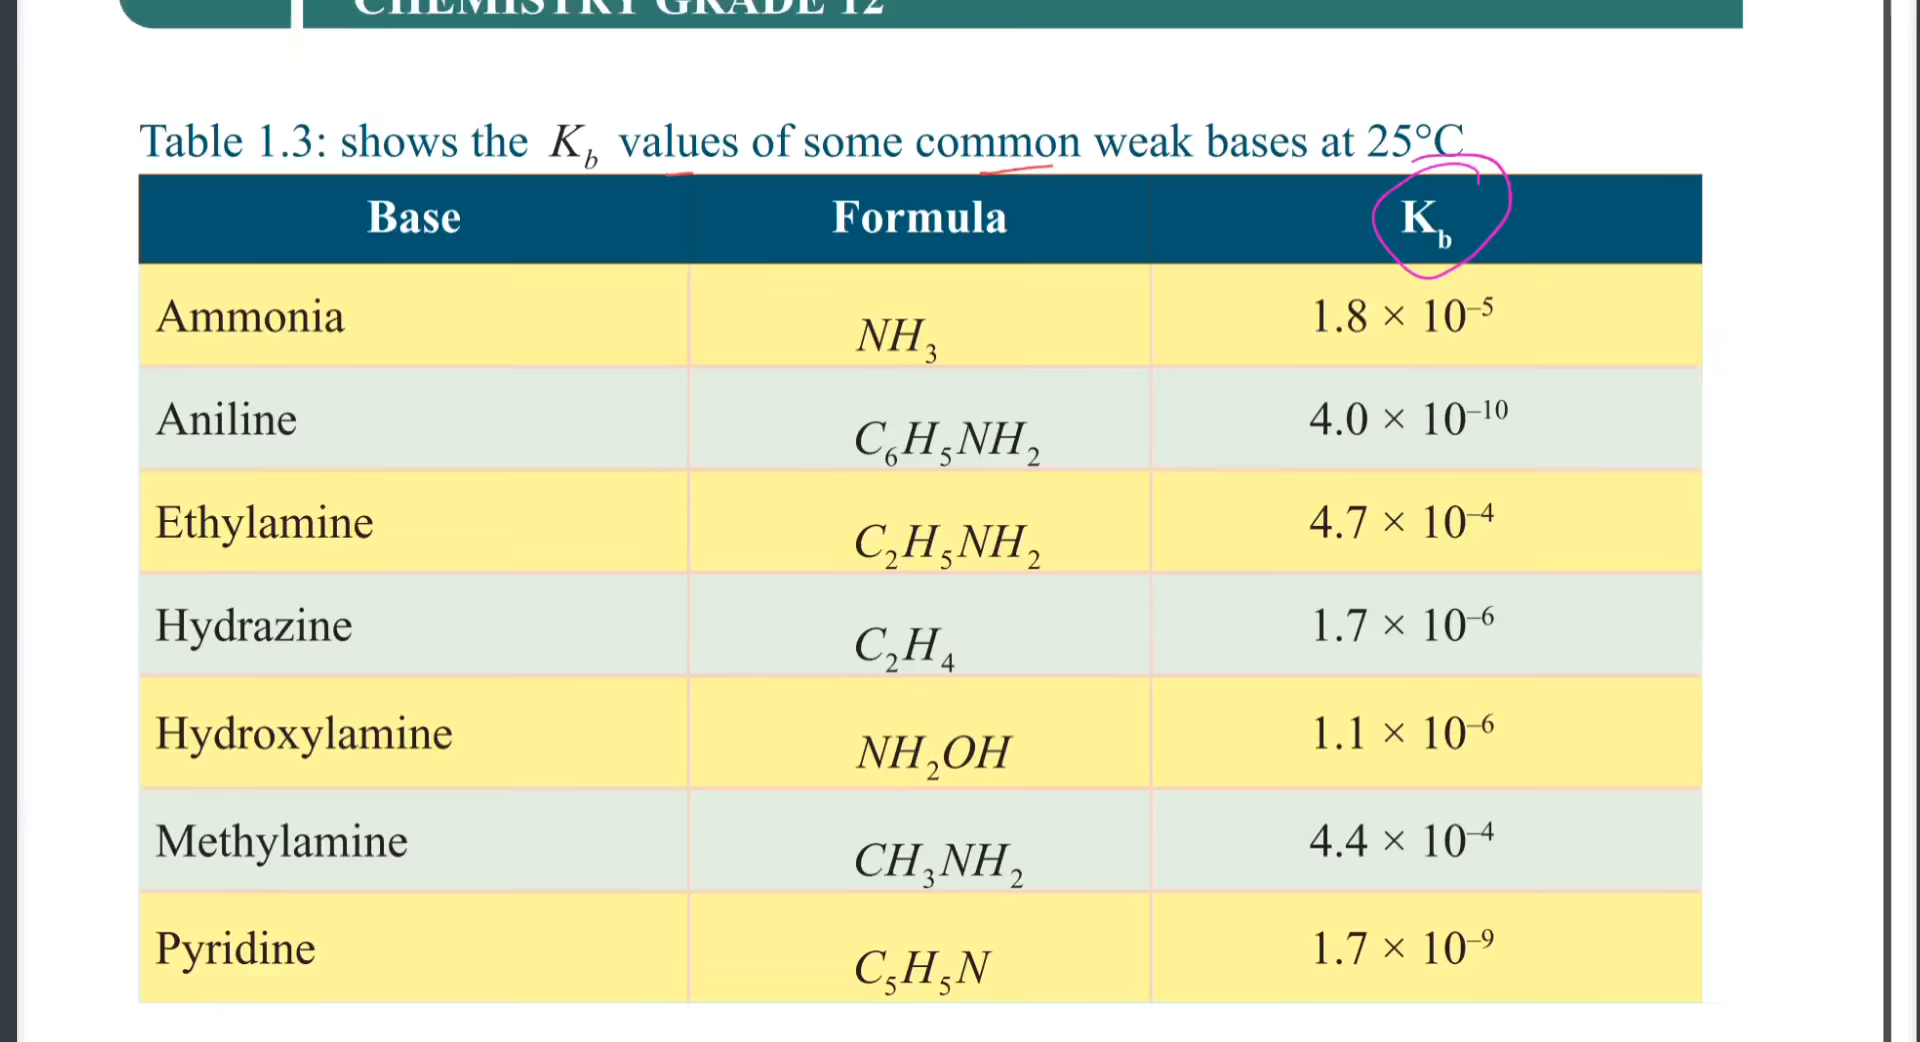 CHEMISTRY GRADE 12
Table 1.3: shows the K_b values of some common weak bases at 25°C
Base Formula K_b
Ammonia NH₃ 1.8 × 10⁻⁵
Aniline C₆H₅NH₂ 4.0 × 10⁻¹⁰
Ethylamine C₂H₅NH₂ 4.7 × 10⁻⁴
Hydrazine C₂H₄ 1.7 × 10⁻⁶
Hydroxylamine NH₂OH 1.1 × 10⁻⁶
Methylamine CH₃NH₂ 4.4 × 10⁻⁴
Pyridine C₅H₅N 1.7 × 10⁻⁹